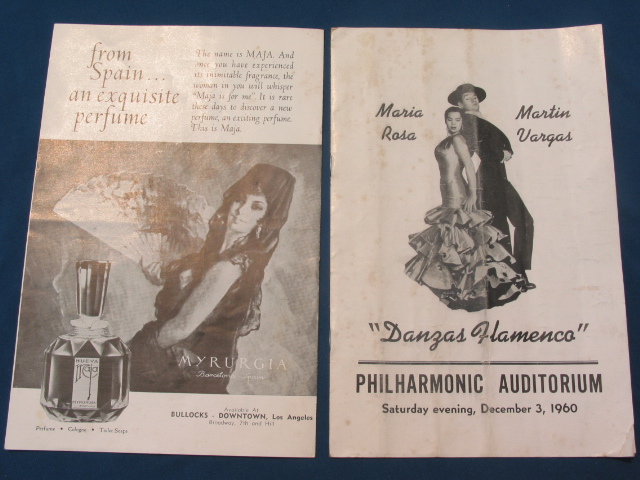 from
Spain...
an exquisite
perfume
The name is MAJA. And
once you have experienced
its inimitable fragrance, the
woman in you will whisper
"Maja is for me". It is rare
these days to discover a new
perfume, an exciting perfume.
This is Maja.
Maja
MYRURGIA
Available At
BULLOCKS - DOWNTOWN, Los Angeles
Broadway, 7th and Hill
Perfume • Cologne • Toilet Soaps
Maria
Rosa
Martin
Vargas
"Danzas Flamenco"
PHILHARMONIC AUDITORIUM
Saturday evening, December 3, 1960